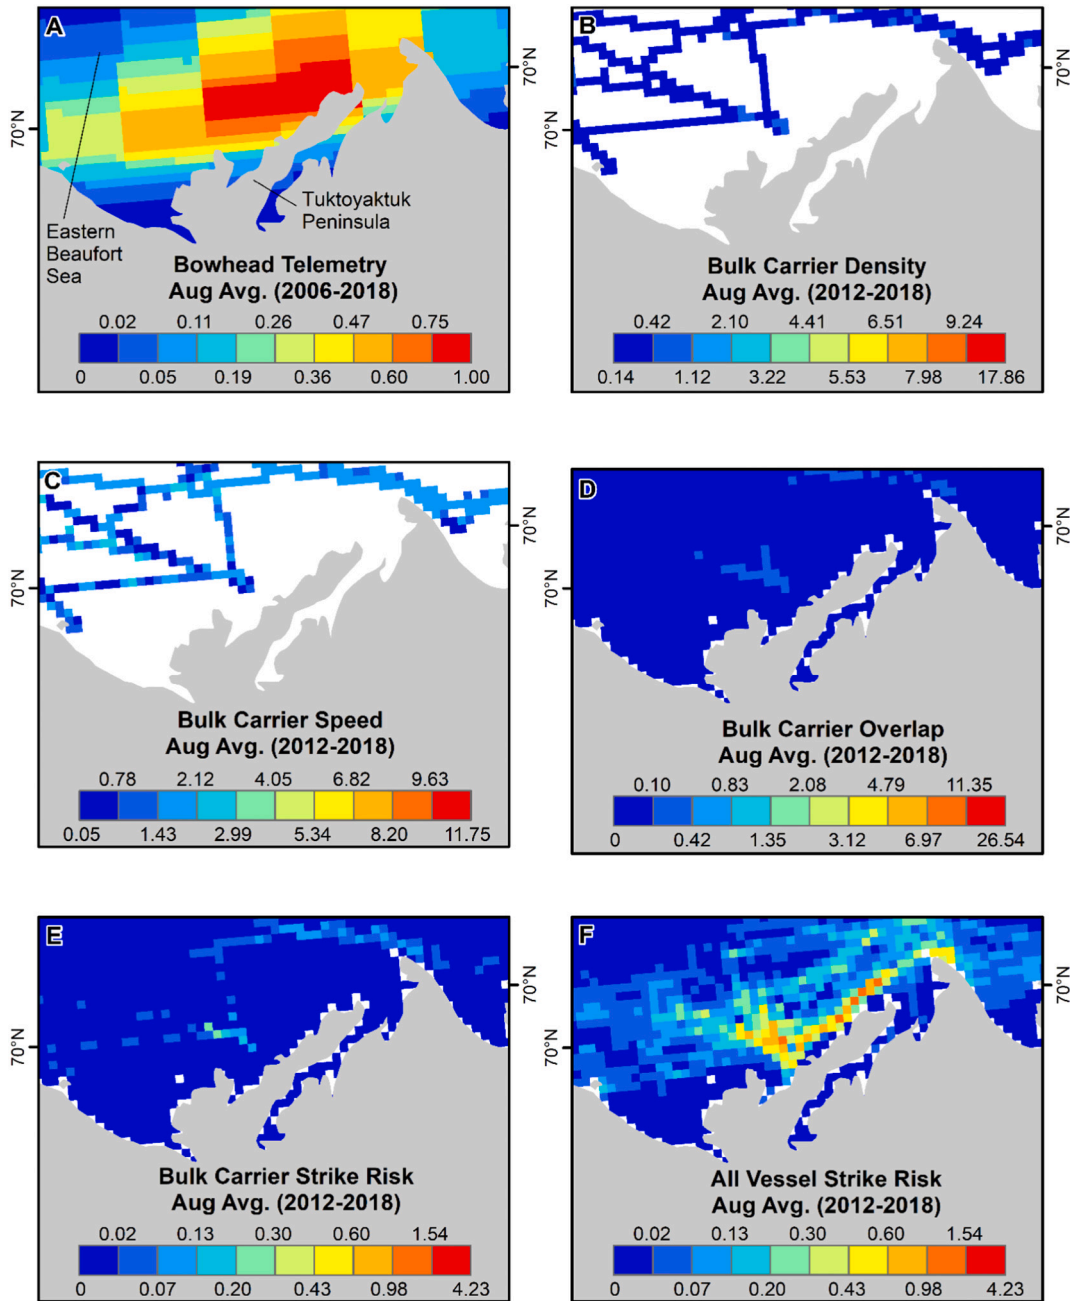 A
70°N
70°N
Eastern
Beaufort
Sea
Tuktoyaktuk
Peninsula
Bowhead Telemetry
Aug Avg. (2006-2018)
0.02 0.11 0.26 0.47 0.75
0 0.05 0.19 0.36 0.60 1.00
B
70°N
70°N
Bulk Carrier Density
Aug Avg. (2012-2018)
0.42 2.10 4.41 6.51 9.24
0.14 1.12 3.22 5.53 7.98 17.86
C
70°N
70°N
Bulk Carrier Speed
Aug Avg. (2012-2018)
0.78 2.12 4.05 6.82 9.63
0.05 1.43 2.99 5.34 8.20 11.75
D
70°N
70°N
Bulk Carrier Overlap
Aug Avg. (2012-2018)
0.10 0.83 2.08 4.79 11.35
0 0.42 1.35 3.12 6.97 26.54
E
70°N
70°N
Bulk Carrier Strike Risk
Aug Avg. (2012-2018)
0.02 0.13 0.30 0.60 1.54
0 0.07 0.20 0.43 0.98 4.23
F
70°N
70°N
All Vessel Strike Risk
Aug Avg. (2012-2018)
0.02 0.13 0.30 0.60 1.54
0 0.07 0.20 0.43 0.98 4.23